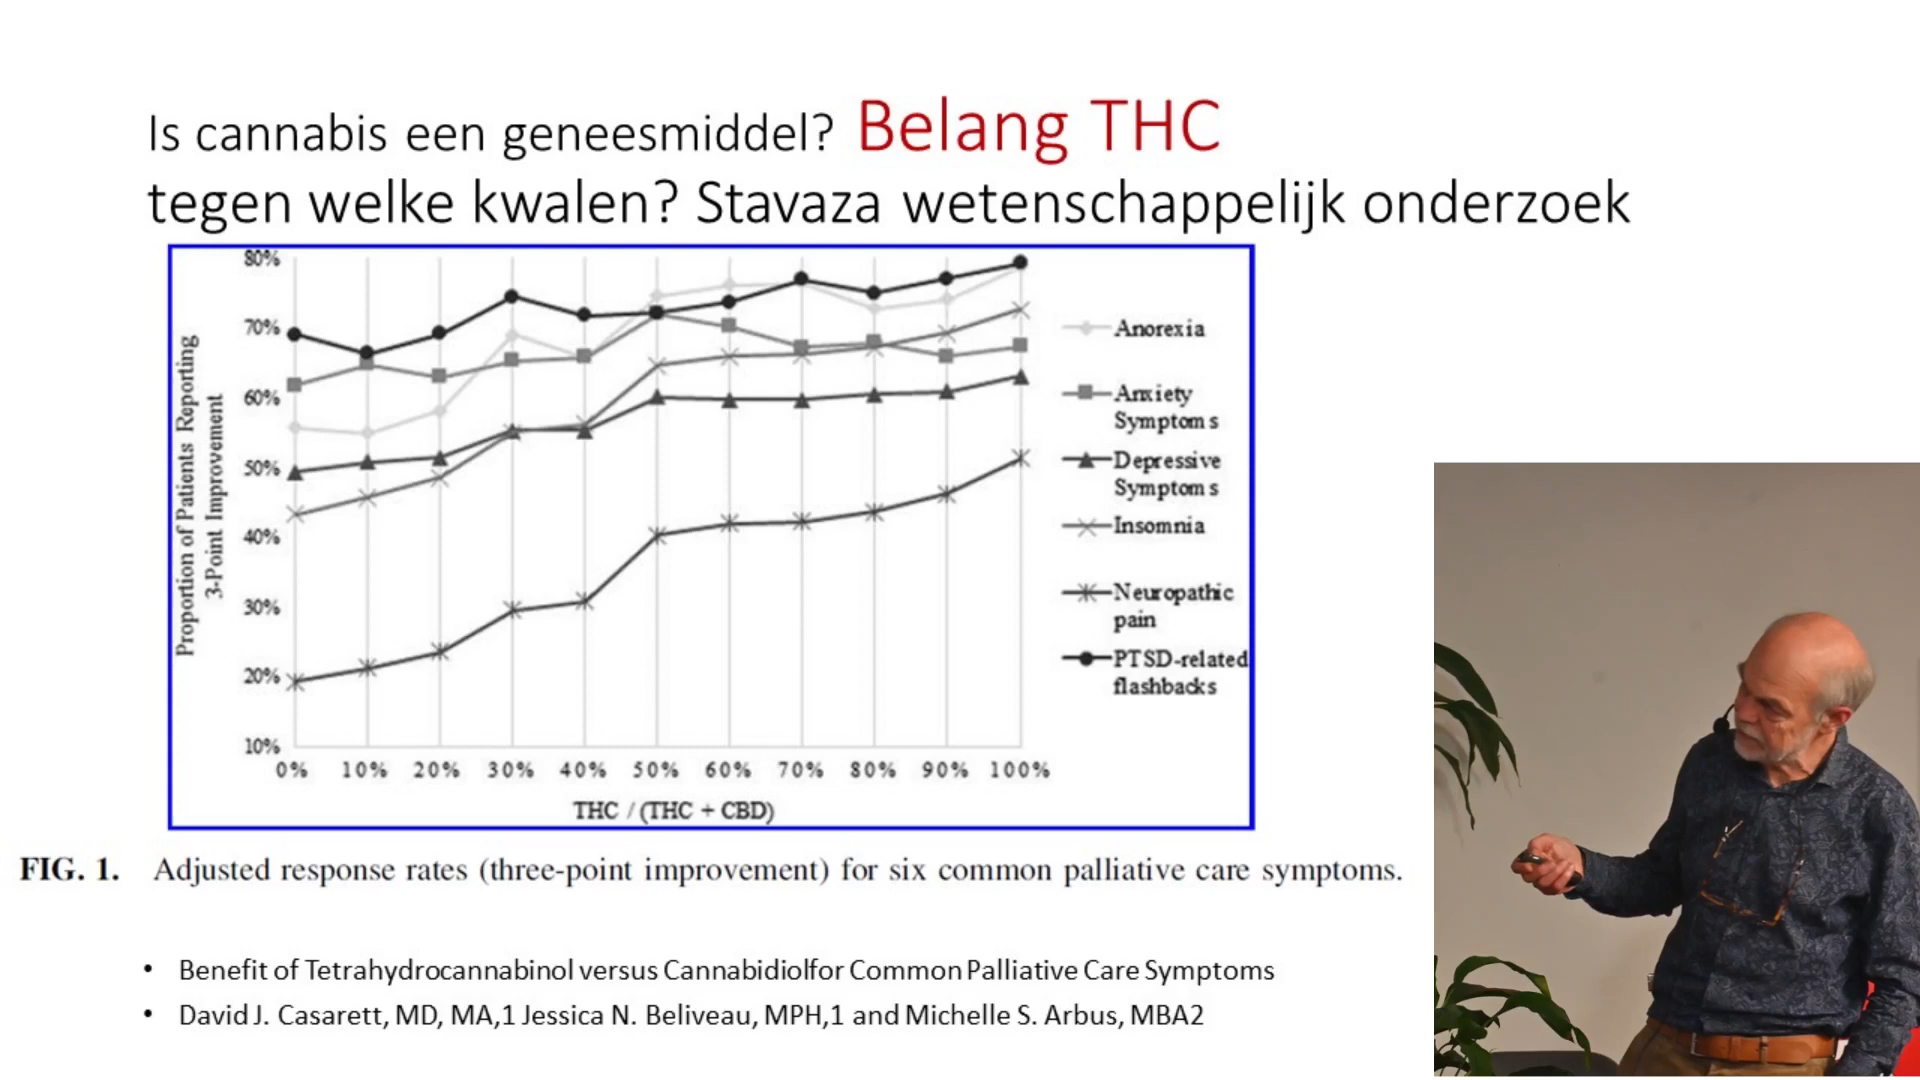 Is cannabis een geneesmiddel? Belang THC
tegen welke kwalen? Stavaza wetenschappelijk onderzoek
Proportion of Patients Reporting
3-Point Improvement
80%
70%
60%
50%
40%
30%
20%
10%
0% 10% 20% 30% 40% 50% 60% 70% 80% 90% 100%
THC / (THC + CBD)
Anorexia
Anxiety
Symptoms
Depressive
Symptoms
Insomnia
Neuropathic
pain
PTSD-related
flashbacks
FIG. 1. Adjusted response rates (three-point improvement) for six common palliative care symptoms.
• Benefit of Tetrahydrocannabinol versus Cannabidiolfor Common Palliative Care Symptoms
• David J. Casarett, MD, MA,1 Jessica N. Beliveau, MPH,1 and Michelle S. Arbus, MBA2